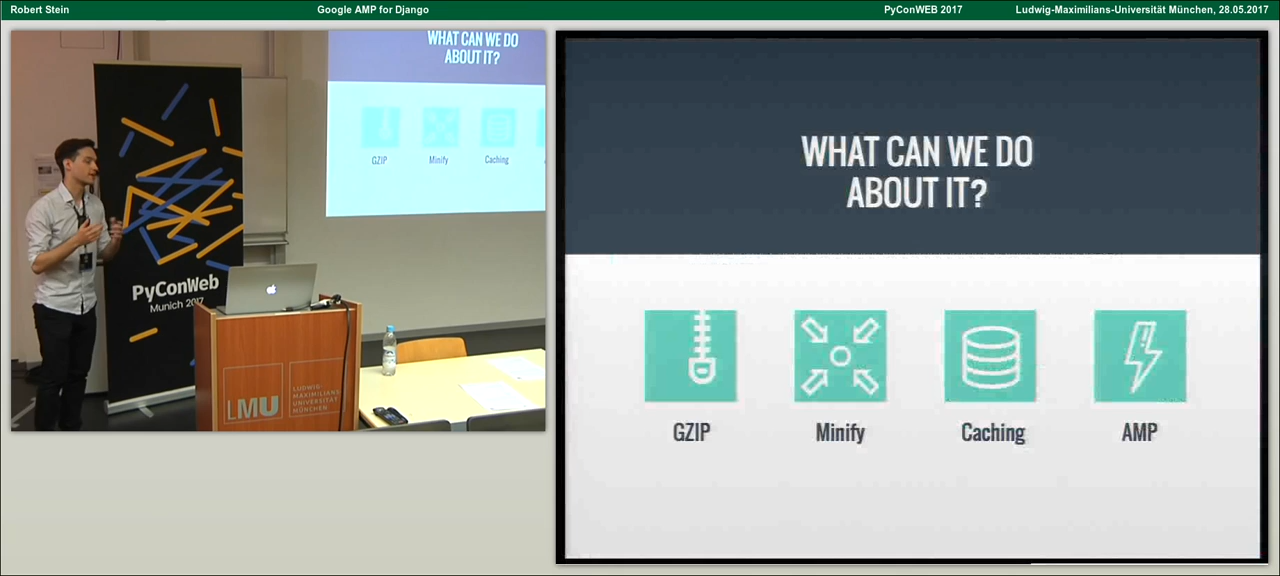 Robert Stein
Google AMP for Django
PyConWEB 2017
Ludwig-Maximilians-Universität München, 28.05.2017
WHAT CAN WE DO
ABOUT IT?
GZIP
Minify
Caching
PyConWeb
Munich 2017
LMU
LUDWIG-
MAXIMILIANS
UNIVERSITÄT
MÜNCHEN
WHAT CAN WE DO
ABOUT IT?
GZIP
Minify
Caching
AMP